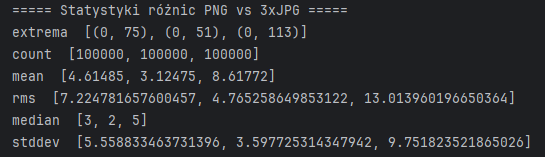 ===== Statystyki różnic PNG vs 3xJPG =====
extrema [(0, 75), (0, 51), (0, 113)]
count [100000, 100000, 100000]
mean [4.61485, 3.12475, 8.61772]
rms [7.224781657600457, 4.765258649853122, 13.013960196650364]
median [3, 2, 5]
stddev [5.558833463731396, 3.597725314347942, 9.751823521865026]